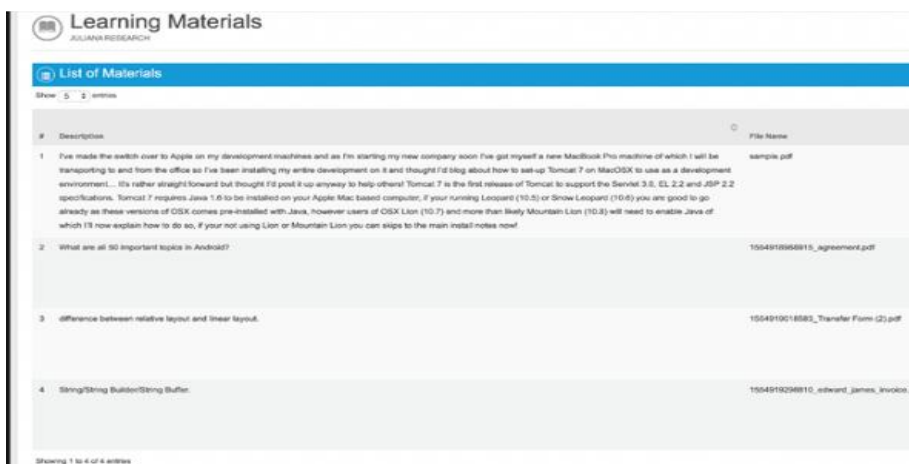 Learning Materials
JULIANA RESEARCH
List of Materials
Show 5 entries
# Description File Name
1 I've made the switch over to Apple on my development machines and as I'm starting my new company soon I've got myself a new MacBook Pro machine of which I will be sample.pdf
transporting to and from the office so I've been installing my entire development on it and thought I'd blog about how to set-up Tomcat 7 on MacOSX to use as a development
environment... It's rather straight forward but thought I'd post it up anyway to help others! Tomcat 7 is the first release of Tomcat to support the Servlet 3.0, EL 2.2 and JSP 2.2
specifications. Tomcat 7 requires Java 1.6 to be installed on your Apple Mac based computer, if your running Leopard (10.5) or Snow Leopard (10.6) you are good to go
already as these versions of OSX comes pre-installed with Java, however users of OSX Lion (10.7) and more than likely Mountain Lion (10.8) will need to enable Java of
which I'll now explain how to do so, if your not using Lion or Mountain Lion you can skips to the main install notes now!
2 What are all 50 important topics in Android? 1554918968915_agreement.pdf
3 difference between relative layout and linear layout. 1554919018583_Transfer Form (2).pdf
4 String/String Builder/String Buffer. 1554919298810_edward_james_invoice.
Showing 1 to 4 of 4 entries